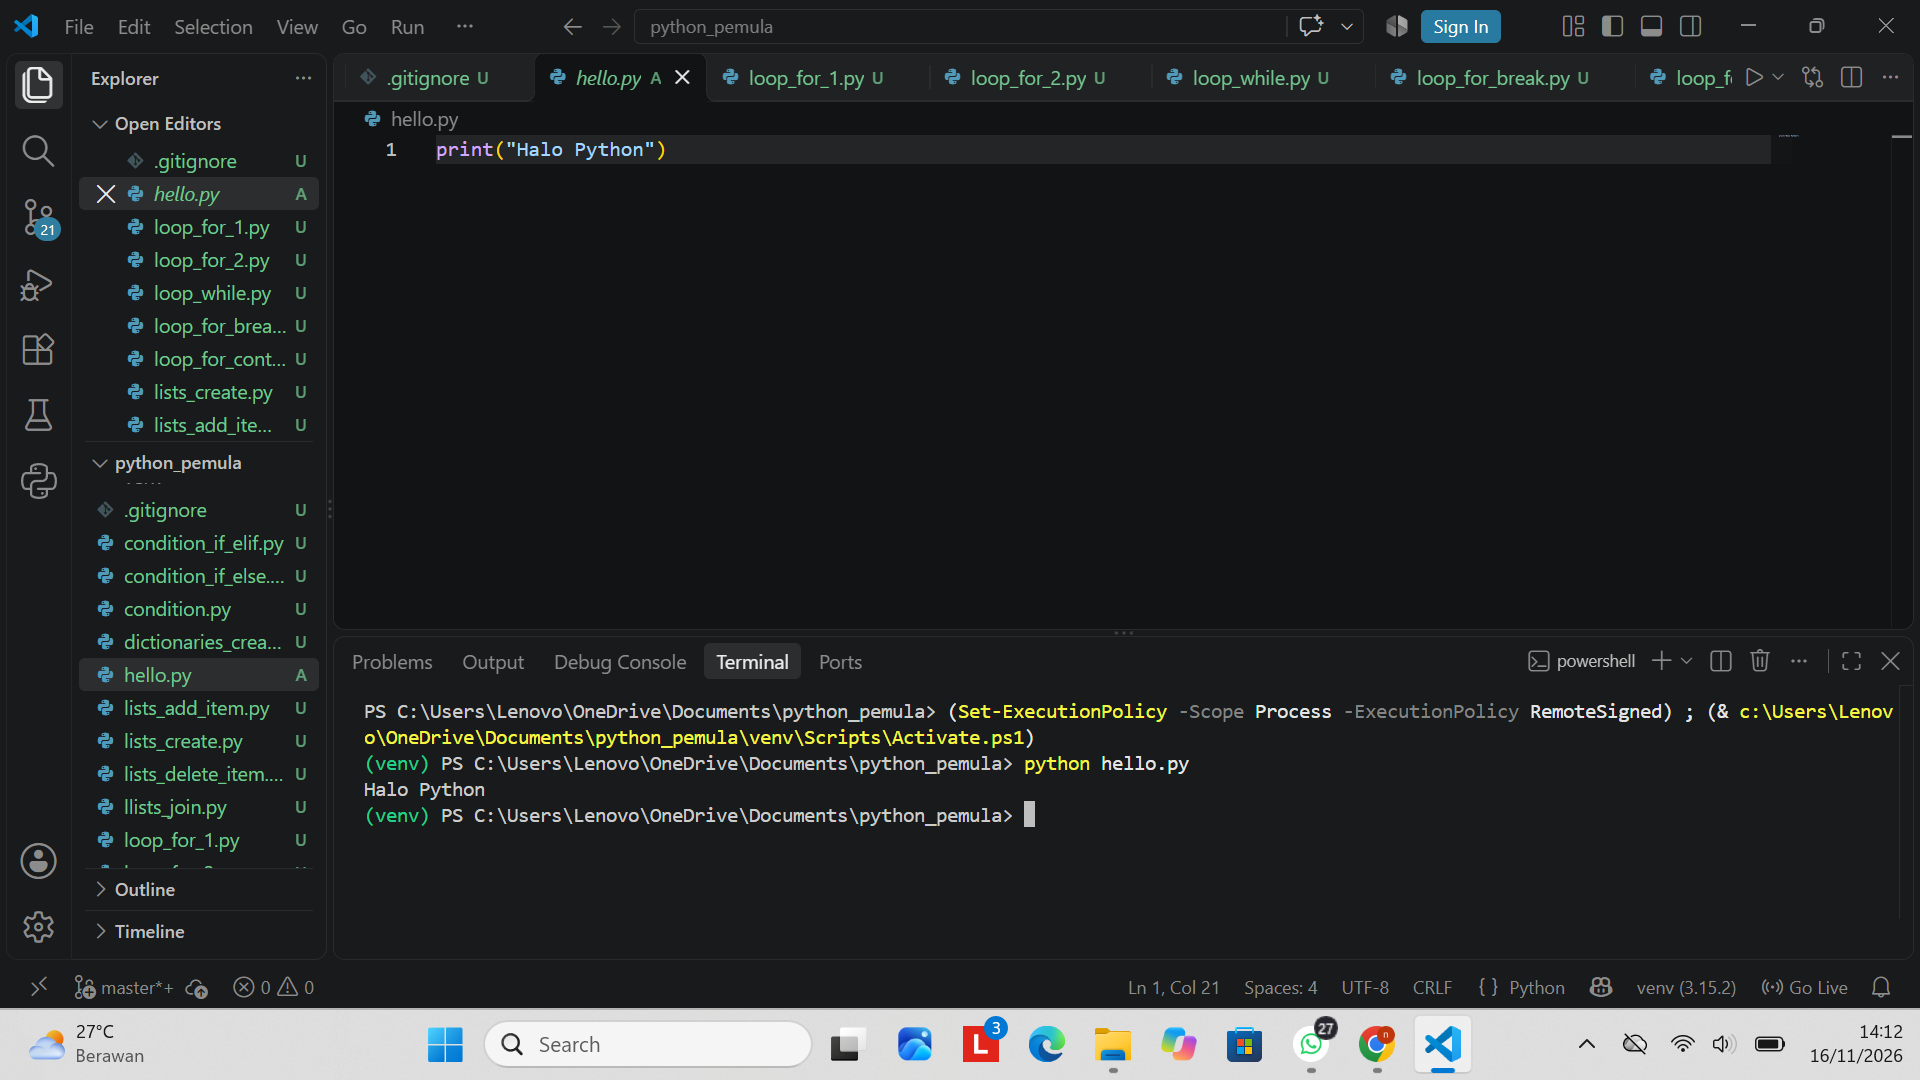 File Edit Selection View Go Run ··· python_pemula Sign In
Explorer ···
.gitignore U hello.py A loop_for_1.py U loop_for_2.py U loop_while.py U loop_for_break.py U loop_f
Open Editors
.gitignore U
hello.py A
loop_for_1.py U
loop_for_2.py U
loop_while.py U
loop_for_brea... U
loop_for_cont... U
lists_create.py U
lists_add_ite... U
21
python_pemula
.gitignore U
condition_if_elif.py U
condition_if_else.... U
condition.py U
dictionaries_crea... U
hello.py A
lists_add_item.py U
lists_create.py U
lists_delete_item.... U
llists_join.py U
loop_for_1.py U
Outline
Timeline
hello.py
1 print("Halo Python")
Problems Output Debug Console Terminal Ports powershell
PS C:\Users\Lenovo\OneDrive\Documents\python_pemula> (Set-ExecutionPolicy -Scope Process -ExecutionPolicy RemoteSigned) ; (& c:\Users\Lenov
o\OneDrive\Documents\python_pemula\venv\Scripts\Activate.ps1)
(venv) PS C:\Users\Lenovo\OneDrive\Documents\python_pemula> python hello.py
Halo Python
(venv) PS C:\Users\Lenovo\OneDrive\Documents\python_pemula>
master*+ 0 0 Ln 1, Col 21 Spaces: 4 UTF-8 CRLF { } Python venv (3.15.2) Go Live
27°C
Berawan
Search
L 3
27
n
14:12
16/11/2026